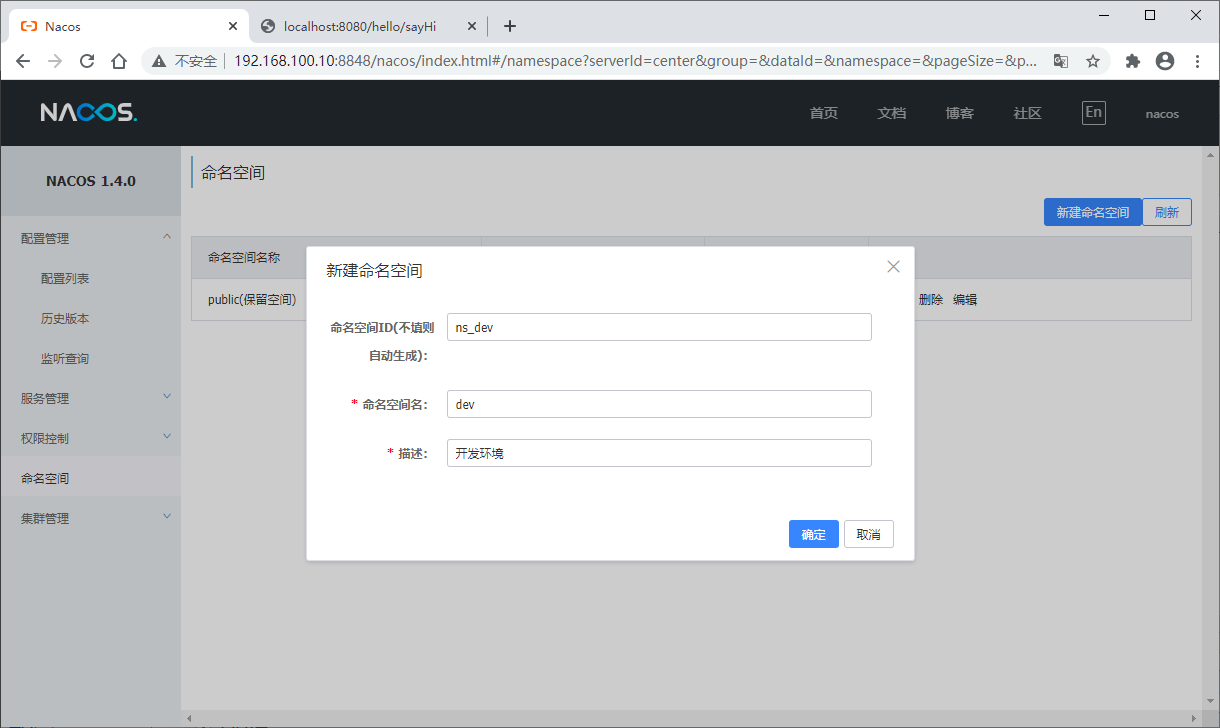 Nacos
localhost:8080/hello/sayHi
不安全
192.168.100.10:8848/nacos/index.html#/namespace?serverId=center&group=&dataId=&namespace=&pageSize=&p...
NACOS.
首页 文档 博客 社区 En nacos
NACOS 1.4.0
配置管理
配置列表
历史版本
监听查询
服务管理
权限控制
命名空间
集群管理
命名空间
新建命名空间 刷新
命名空间名称
public(保留空间) 删除 编辑
新建命名空间
命名空间ID(不填则
自动生成): ns_dev
* 命名空间名: dev
* 描述: 开发环境
确定 取消